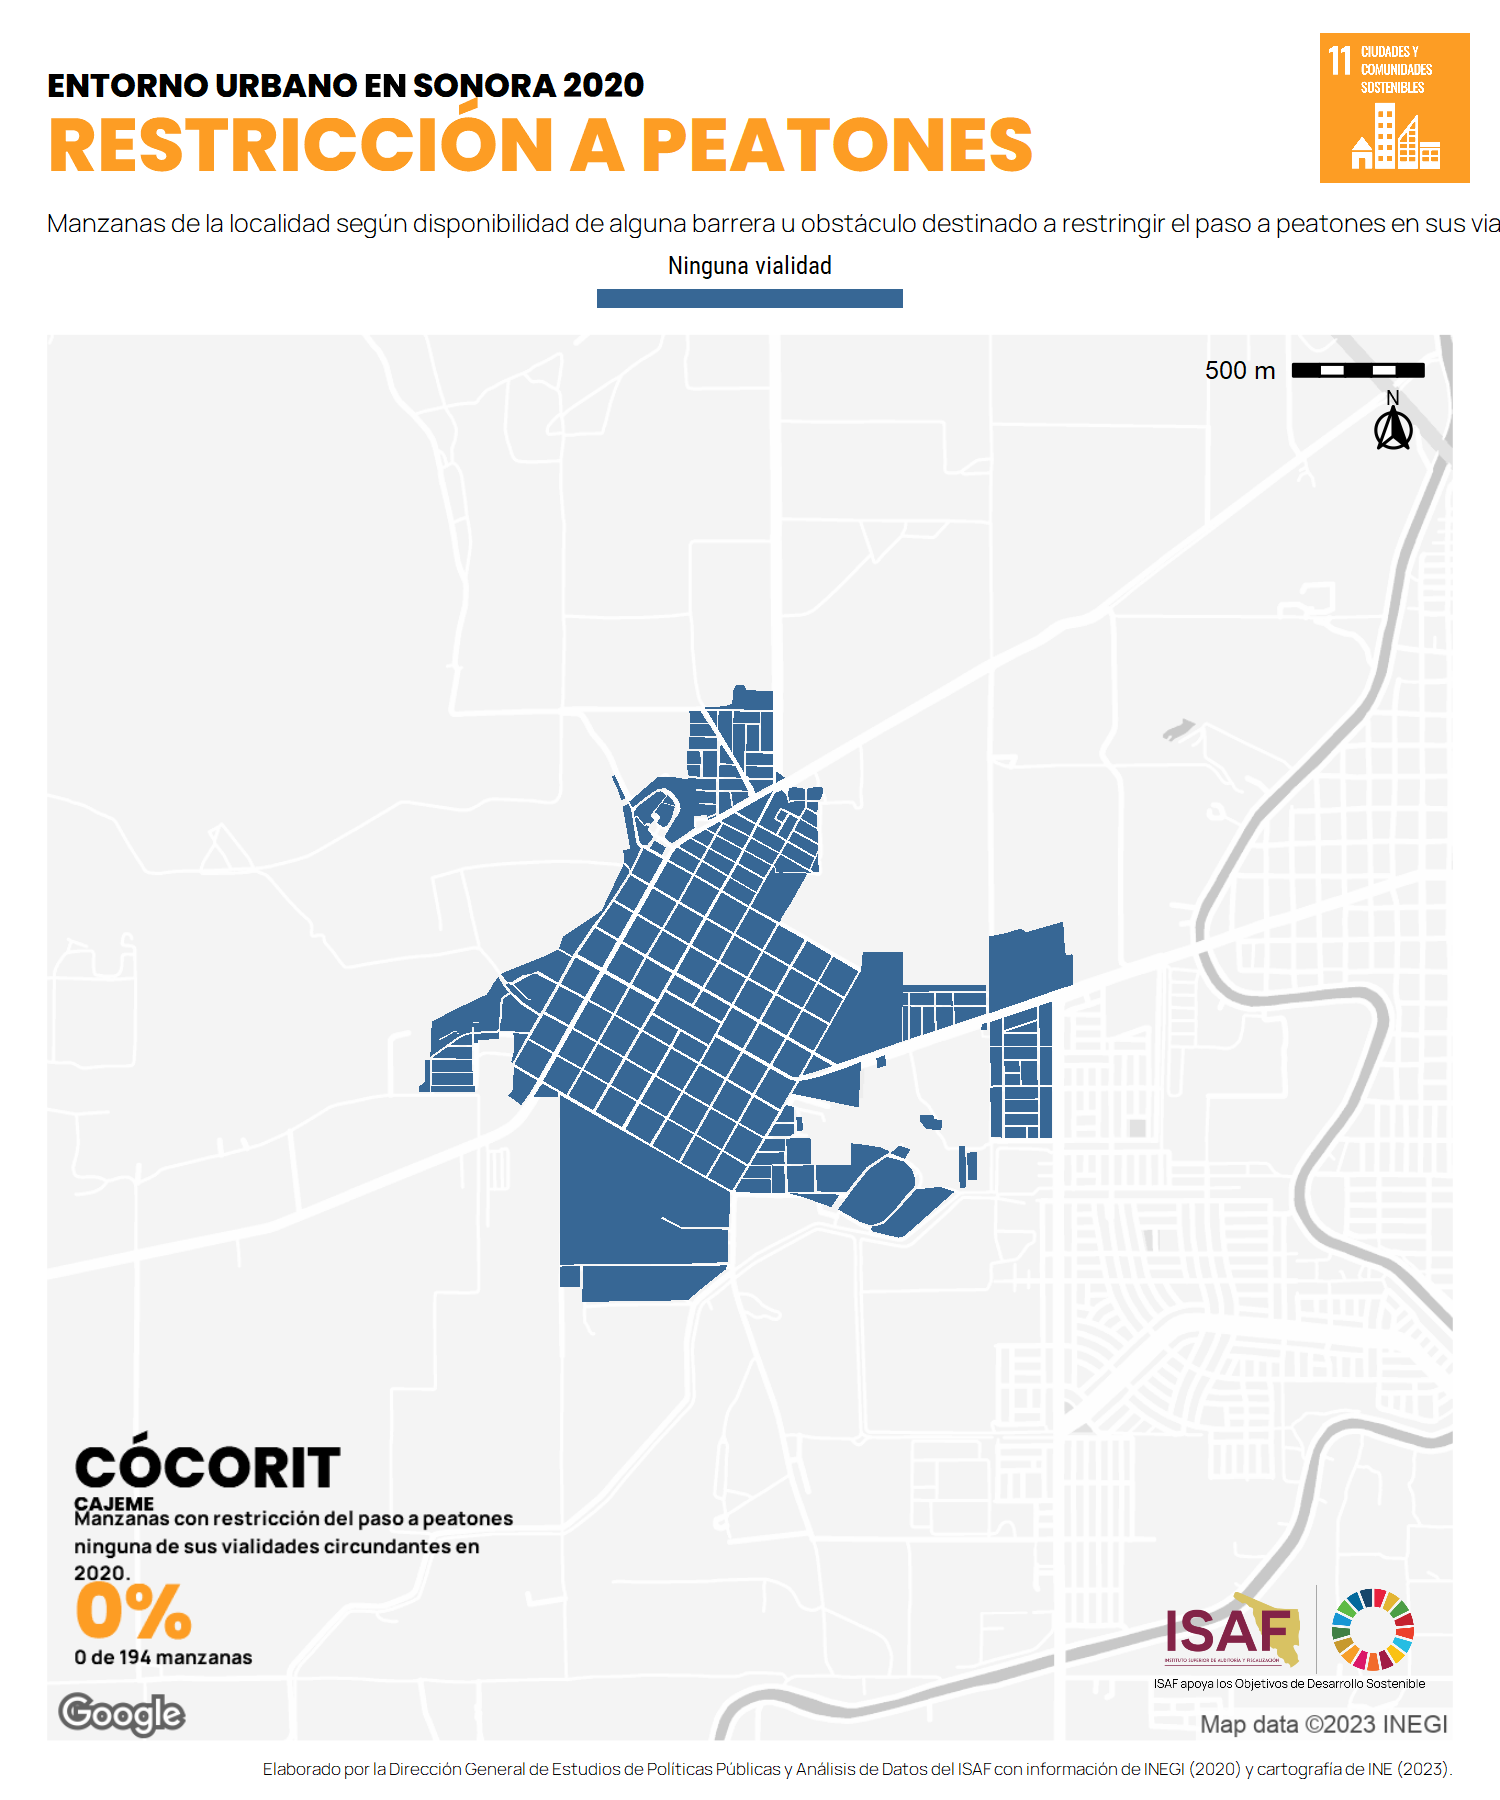 ENTORNO URBANO EN SONORA 2020
RESTRICCIÓN A PEATONES
11 CIUDADES Y
COMUNIDADES
SOSTENIBLES
Manzanas de la localidad según disponibilidad de alguna barrera u obstáculo destinado a restringir el paso a peatones en sus via
Ninguna vialidad
500 m
N
CÓCORIT
CAJEME
Manzanas con restricción del paso a peatones
ninguna de sus vialidades circundantes en
2020.
0%
0 de 194 manzanas
ISAF
INSTITUTO SUPERIOR DE AUDITORÍA Y FISCALIZACIÓN
ISAF apoya los Objetivos de Desarrollo Sostenible
Google
Map data ©2023 INEGI
Elaborado por la Dirección General de Estudios de Políticas Públicas y Análisis de Datos del ISAF con información de INEGI (2020) y cartografía de INE (2023).